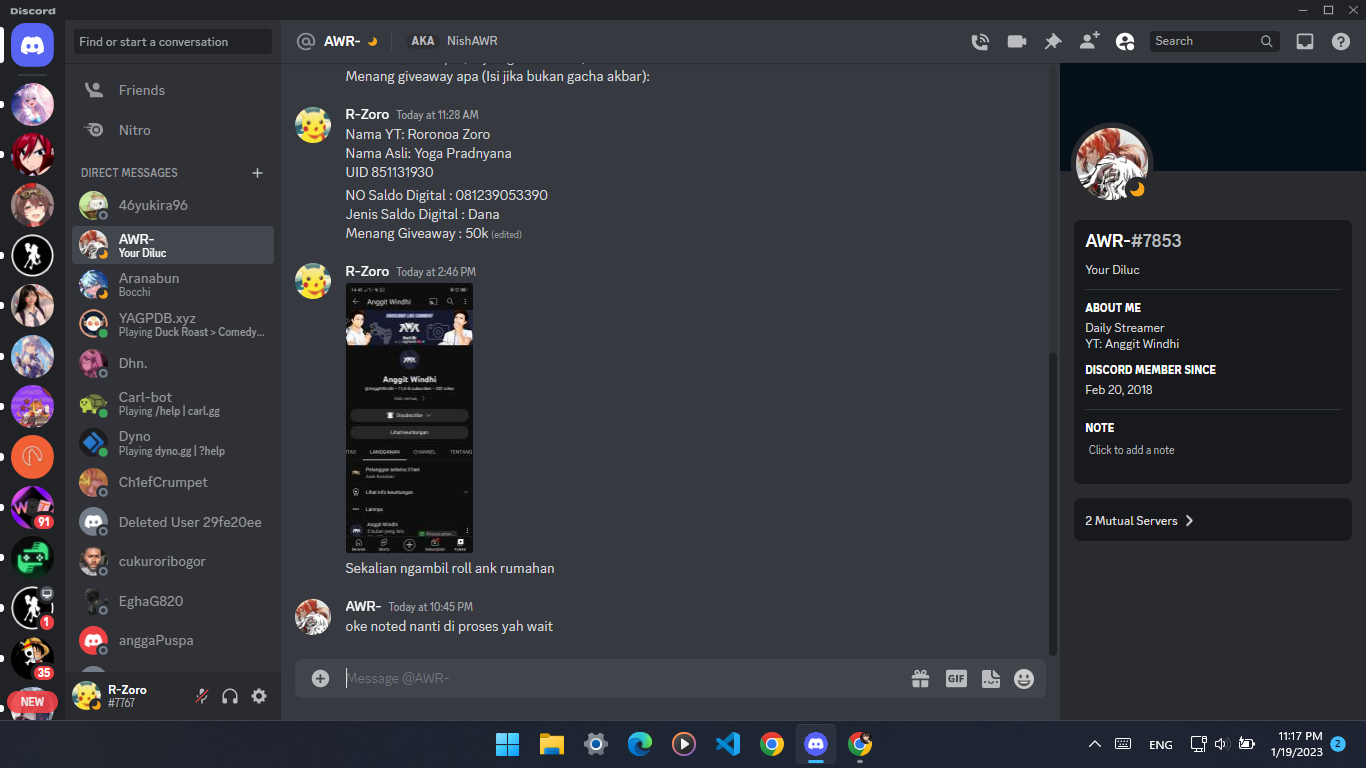 Discord
Find or start a conversation
Friends
Nitro
DIRECT MESSAGES
46yukira96
AWR-
Your Diluc
Aranabun
Bocchi
YAGPDB.xyz
Playing Duck Roast > Comedy...
Dhn.
Carl-bot
Playing /help | carl.gg
Dyno
Playing dyno.gg | ?help
Ch1efCrumpet
Deleted User 29fe20ee
cukuroribogor
EghaG820
anggaPuspa
91
1
35
NEW
R-Zoro
#7767
AWR-
AKA NishAWR
Search
Menang giveaway apa (Isi jika bukan gacha akbar):
R-Zoro Today at 11:28 AM
Nama YT: Roronoa Zoro
Nama Asli: Yoga Pradnyana
UID 851131930
NO Saldo Digital : 081239053390
Jenis Saldo Digital : Dana
Menang Giveaway : 50k (edited)
R-Zoro Today at 2:46 PM
Anggit Windhi
Anggit Windhi
Disubscribe
Lihat keuntungan
LANGGANAN CHANNEL TENTANG
Pelanggan selama 3 hari
Lihat info keuntungan
Lainnya
Anggit Windhi
Sekalian ngambil roll ank rumahan
AWR- Today at 10:45 PM
oke noted nanti di proses yah wait
Message @AWR-
GIF
AWR-#7853
Your Diluc
ABOUT ME
Daily Streamer
YT: Anggit Windhi
DISCORD MEMBER SINCE
Feb 20, 2018
NOTE
Click to add a note
2 Mutual Servers
ENG
11:17 PM
1/19/2023
2